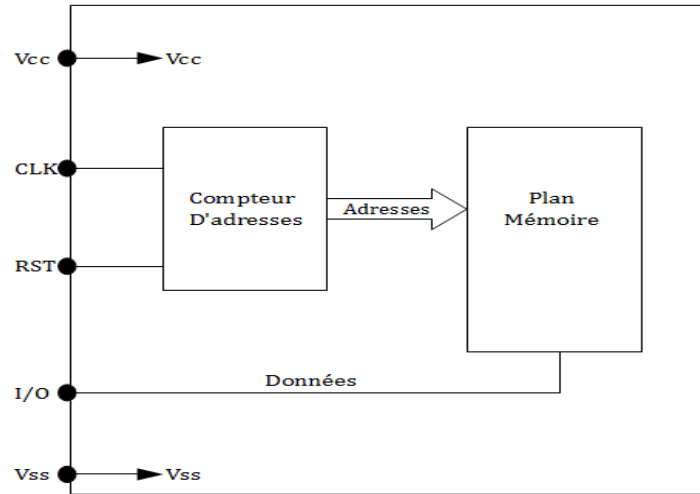 Vcc Vcc
CLK
Compteur
D'adresses
Adresses
Plan
Mémoire
RST
Données
I/O
Vss Vss